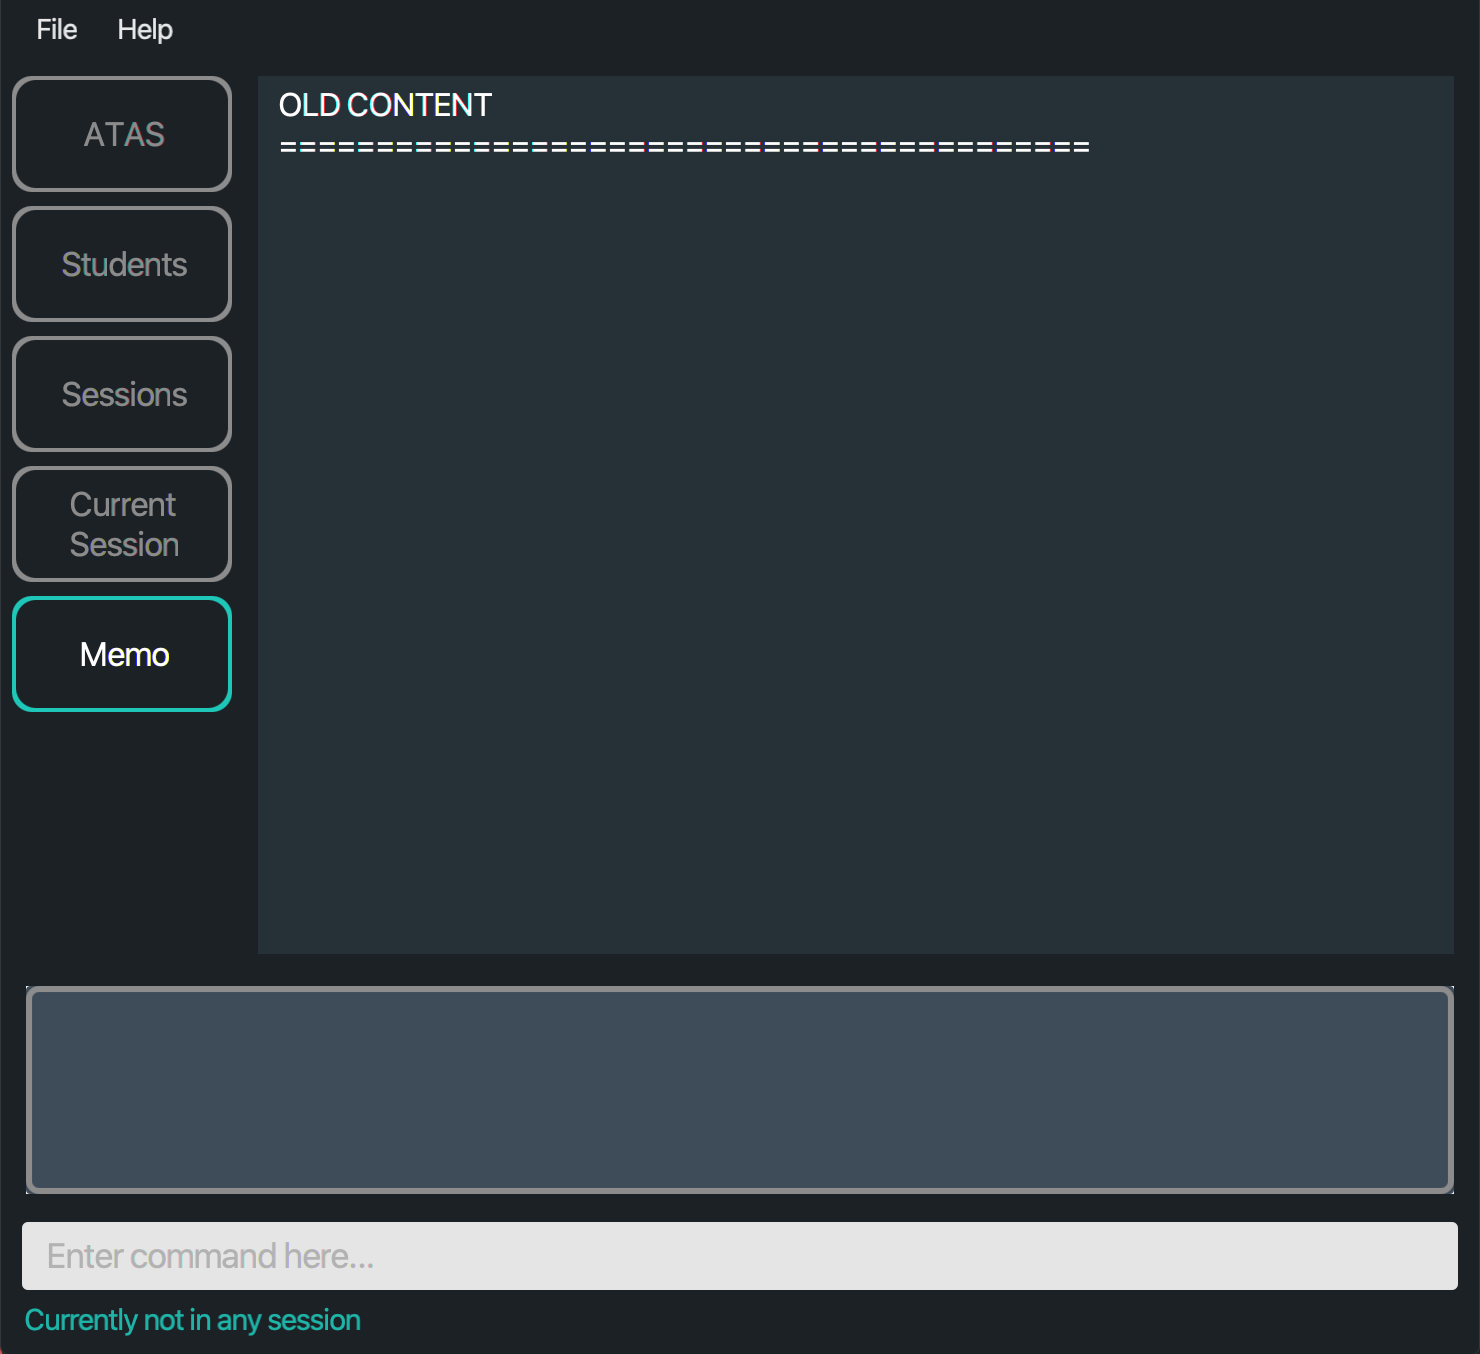 File Help
ATAS
Students
Sessions
Current
Session
Memo
OLD CONTENT
==========================================
Enter command here...
Currently not in any session